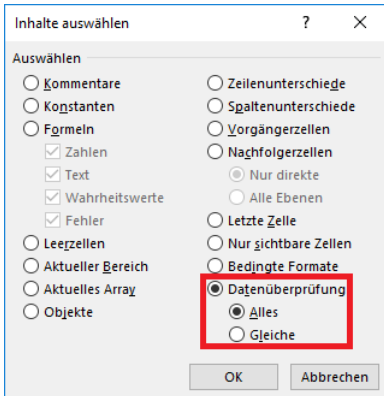 Inhalte auswählen ? ×
Auswählen
Kommentare
Konstanten
Formeln
Zahlen
Text
Wahrheitswerte
Fehler
Leerzellen
Aktueller Bereich
Aktuelles Array
Objekte
Zeilenunterschiede
Spaltenunterschiede
Vorgängerzellen
Nachfolgerzellen
Nur direkte
Alle Ebenen
Letzte Zelle
Nur sichtbare Zellen
Bedingte Formate
Datenüberprüfung
Alles
Gleiche
OK Abbrechen